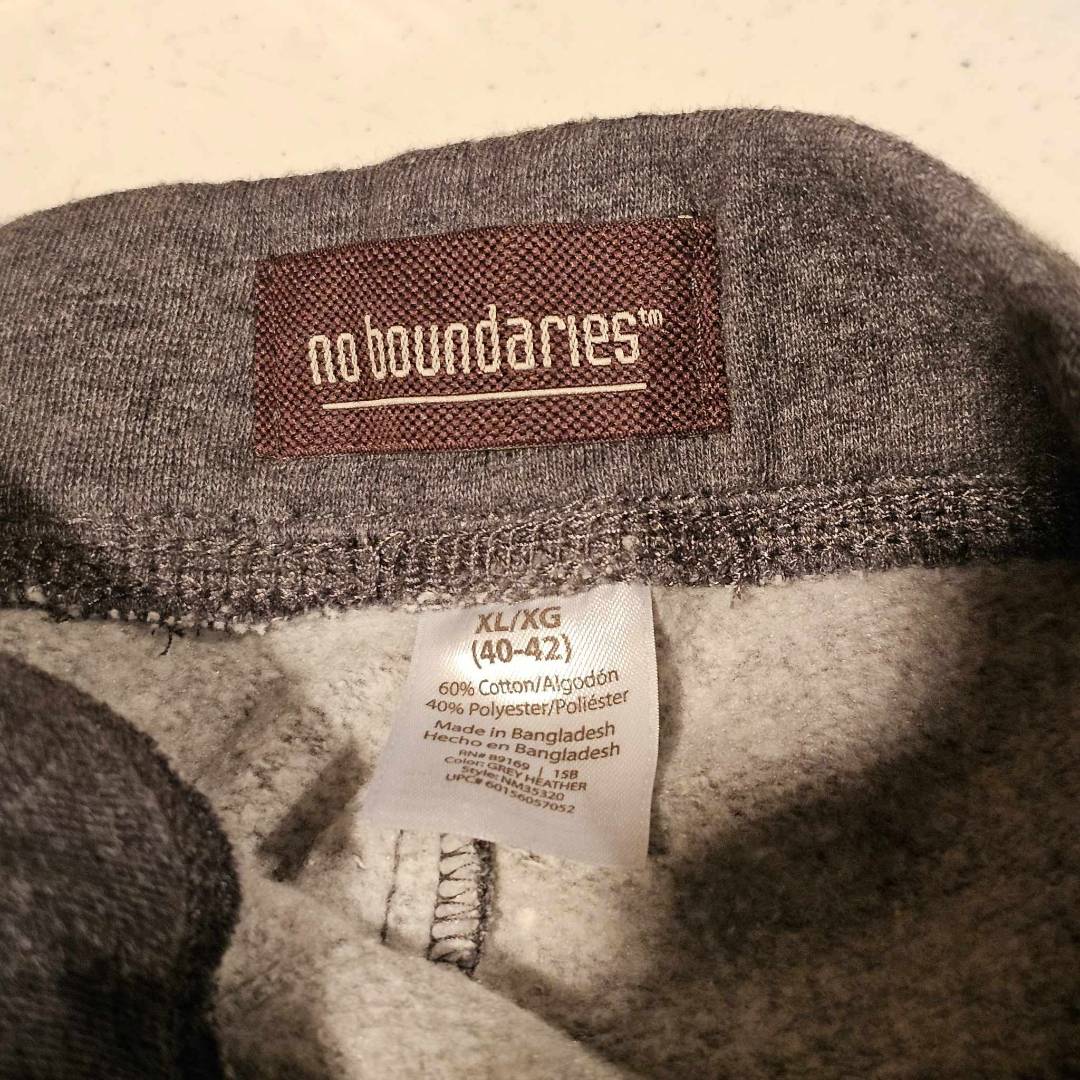 no boundaries™
XL/XG
(40-42)
60% Cotton/Algodón
40% Polyester/Poliéster
Made in Bangladesh
Hecho en Bangladesh
RN# 89169 | 15B
Color: GREY HEATHER
Style: NM35320
UPC# 60156057052